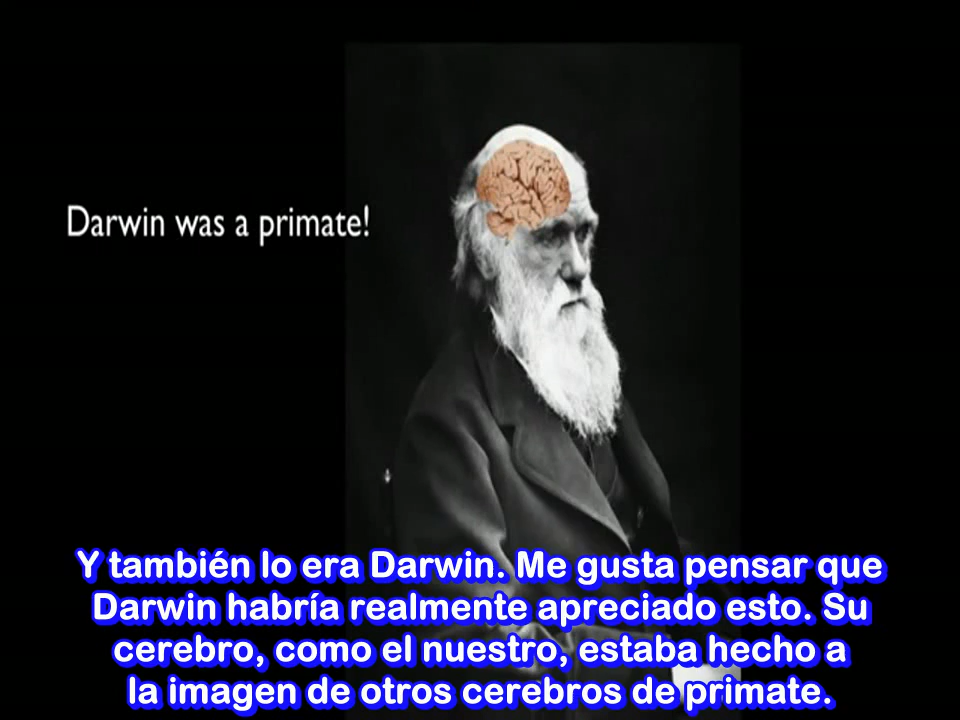 Darwin was a primate!
Y también lo era Darwin. Me gusta pensar que
Darwin habría realmente apreciado esto. Su
cerebro, como el nuestro, estaba hecho a
la imagen de otros cerebros de primate.